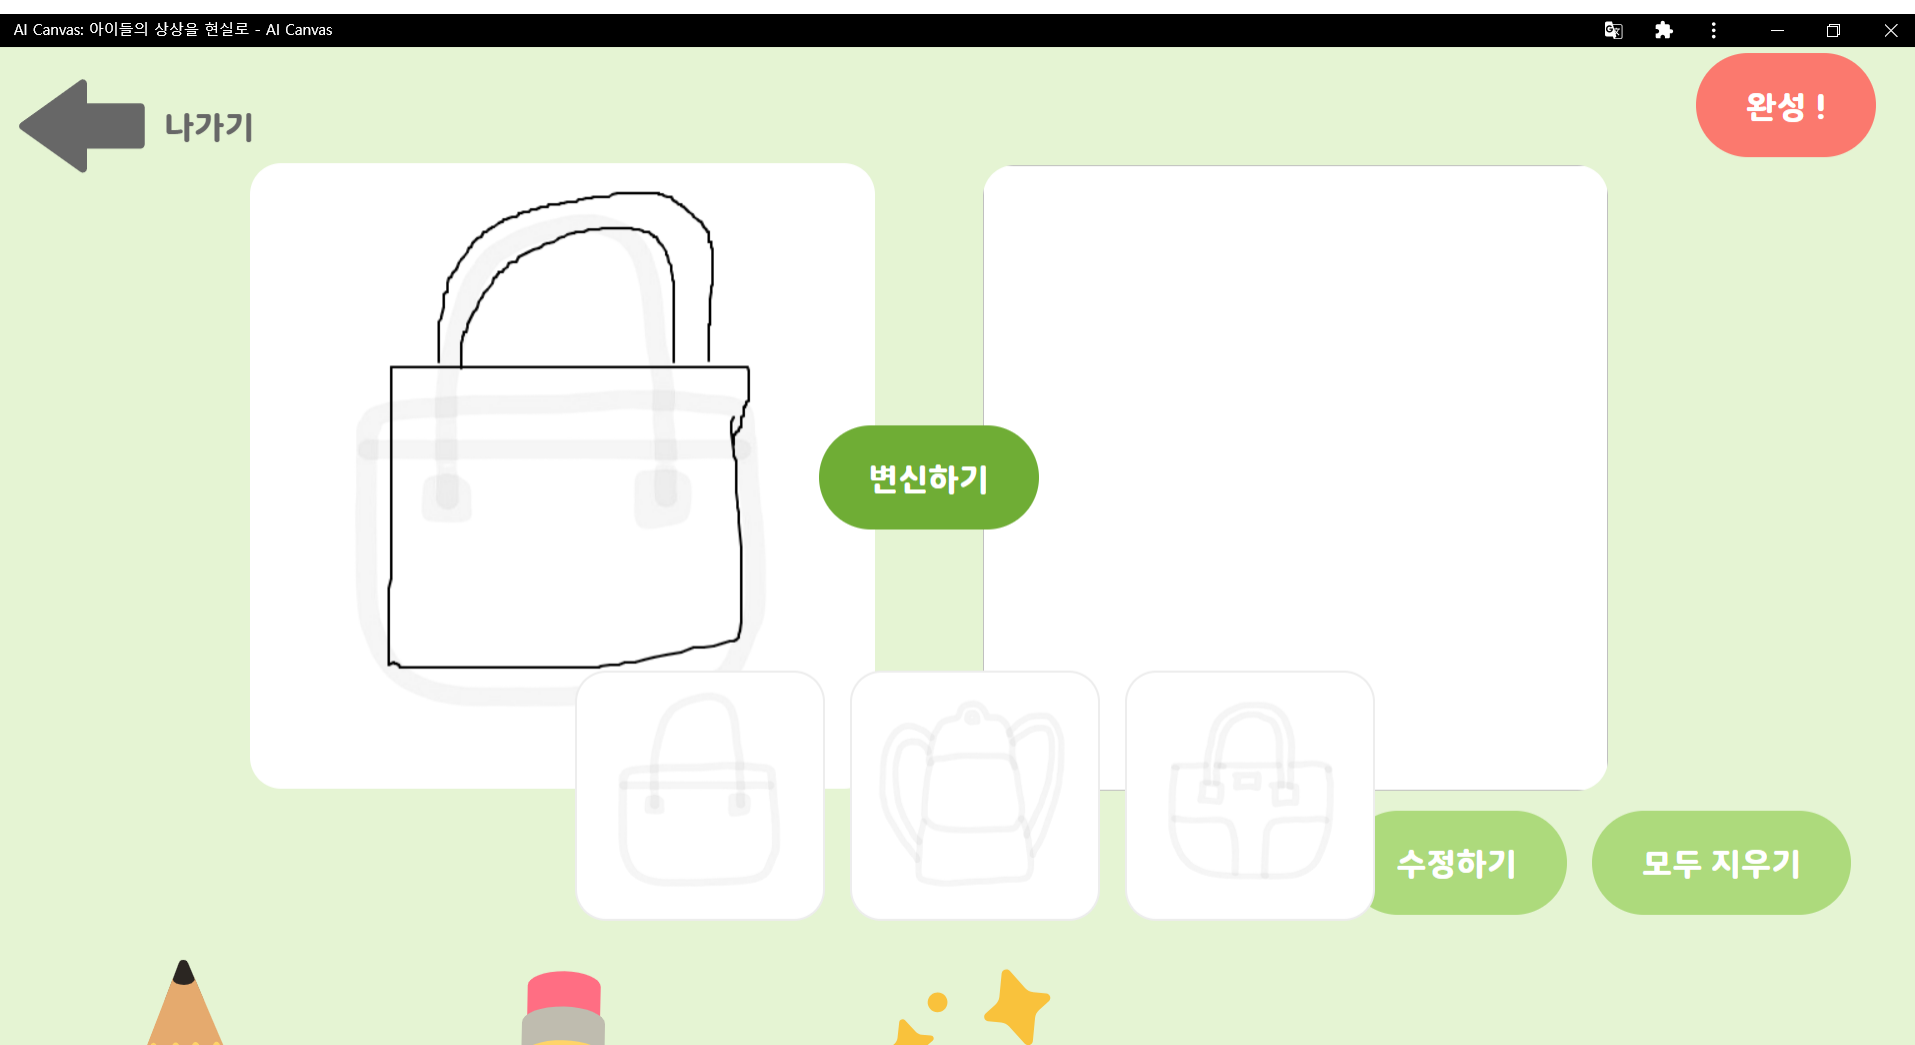 AI Canvas: 아이들의 상상을 현실로 - AI Canvas
나가기
완성 !
변신하기
수정하기
모두 지우기